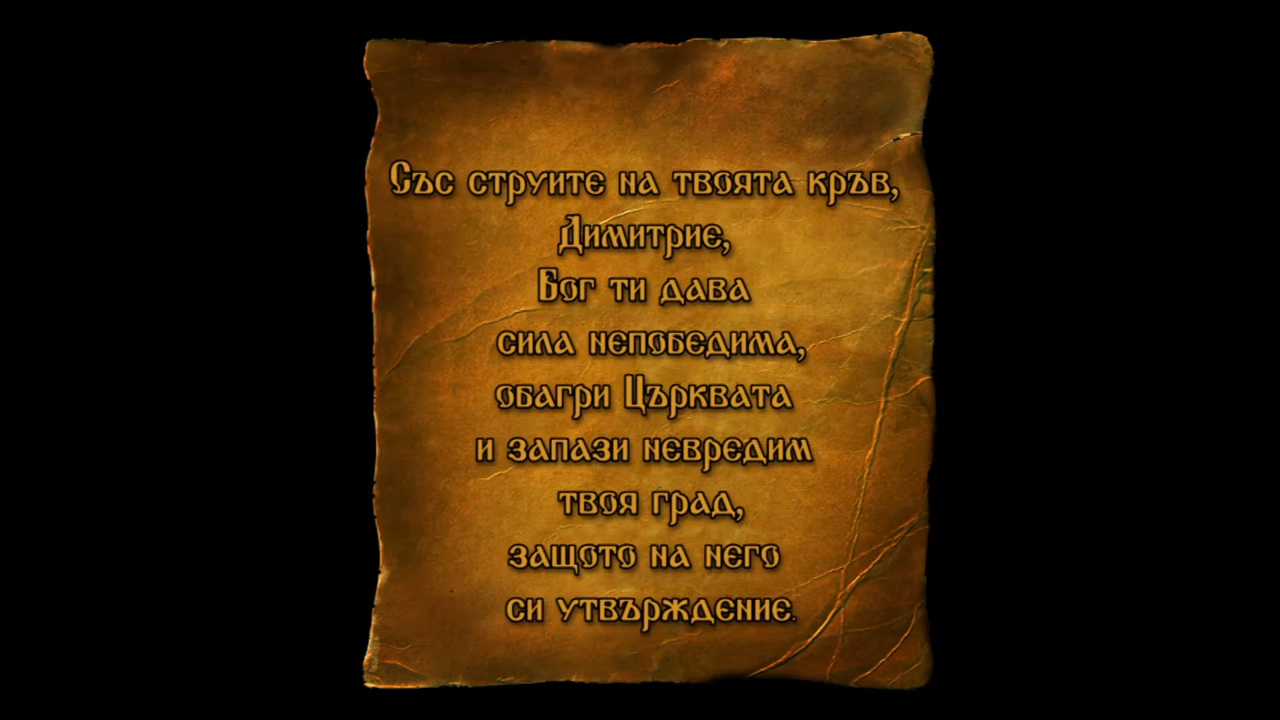 Със струите на твоята кръв,
Димитрие,
Бог ти дава
сила непобедима,
обагри Църквата
и запази невредим
твоя град,
защото на него
си утвърждение.